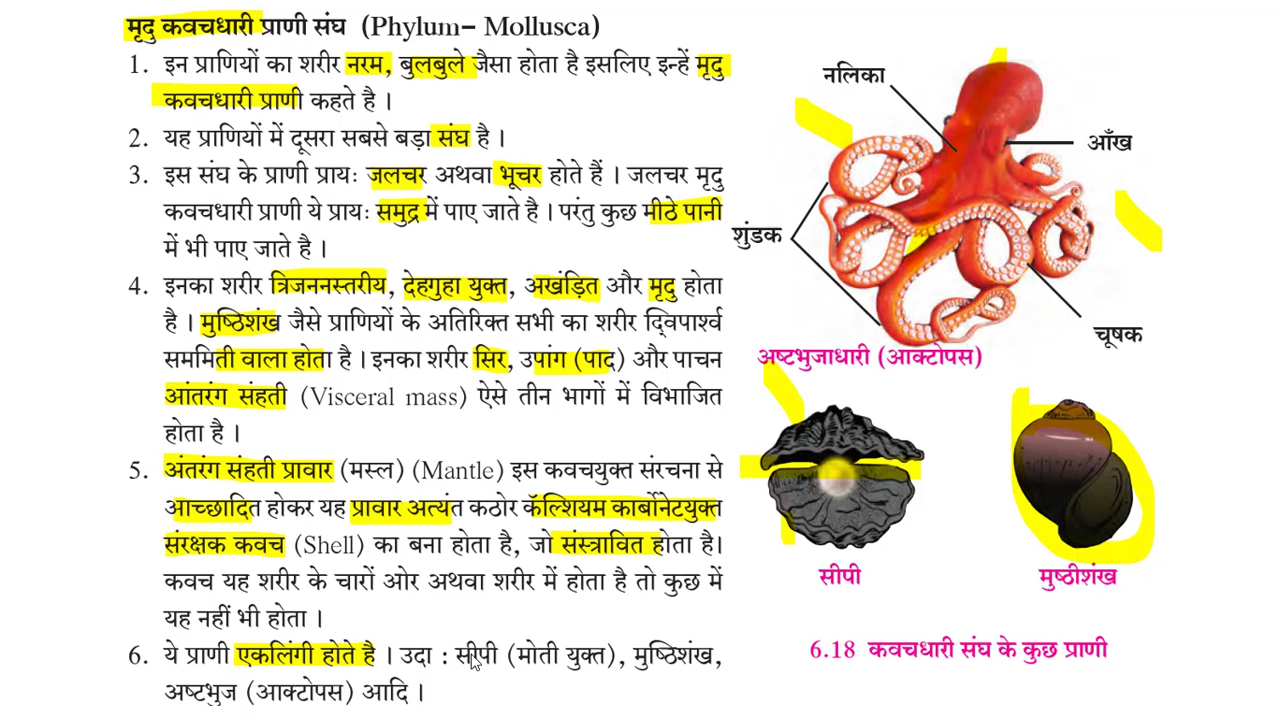 मृदु कवचधारी प्राणी संघ (Phylum– Mollusca)
1. इन प्राणियों का शरीर नरम, बुलबुले जैसा होता है इसलिए इन्हें मृदु
कवचधारी प्राणी कहते है ।
2. यह प्राणियों में दूसरा सबसे बड़ा संघ है ।
3. इस संघ के प्राणी प्रायः जलचर अथवा भूचर होते हैं । जलचर मृदु
कवचधारी प्राणी ये प्रायः समुद्र में पाए जाते है । परंतु कुछ मीठे पानी
में भी पाए जाते है ।
4. इनका शरीर त्रिजननस्तरीय, देहगुहा युक्त, अखंड़ित और मृदु होता
है । मुष्ठिशंख जैसे प्राणियों के अतिरिक्त सभी का शरीर द्‌विपार्श्व
सममिती वाला होता है । इनका शरीर सिर, उपांग (पाद) और पाचन
आंतरंग संहती (Visceral mass) ऐसे तीन भागों में विभाजित
होता है ।
5. अंतरंग संहती प्रावार (मस्ल) (Mantle) इस कवचयुक्त संरचना से
आच्छादित होकर यह प्रावार अत्यंत कठोर कॅल्शियम कार्बोनेटयुक्त
संरक्षक कवच (Shell) का बना होता है, जो संस्त्रावित होता है।
कवच यह शरीर के चारों ओर अथवा शरीर में होता है तो कुछ में
यह नहीं भी होता ।
6. ये प्राणी एकलिंगी होते है । उदा : सीपी (मोती युक्त), मुष्ठिशंख,
अष्टभुज (आक्टोपस) आदि ।
नलिका
आँख
शुंडक
चूषक
अष्टभुजाधारी (आक्टोपस)
सीपी
मुष्ठीशंख
6.18 कवचधारी संघ के कुछ प्राणी